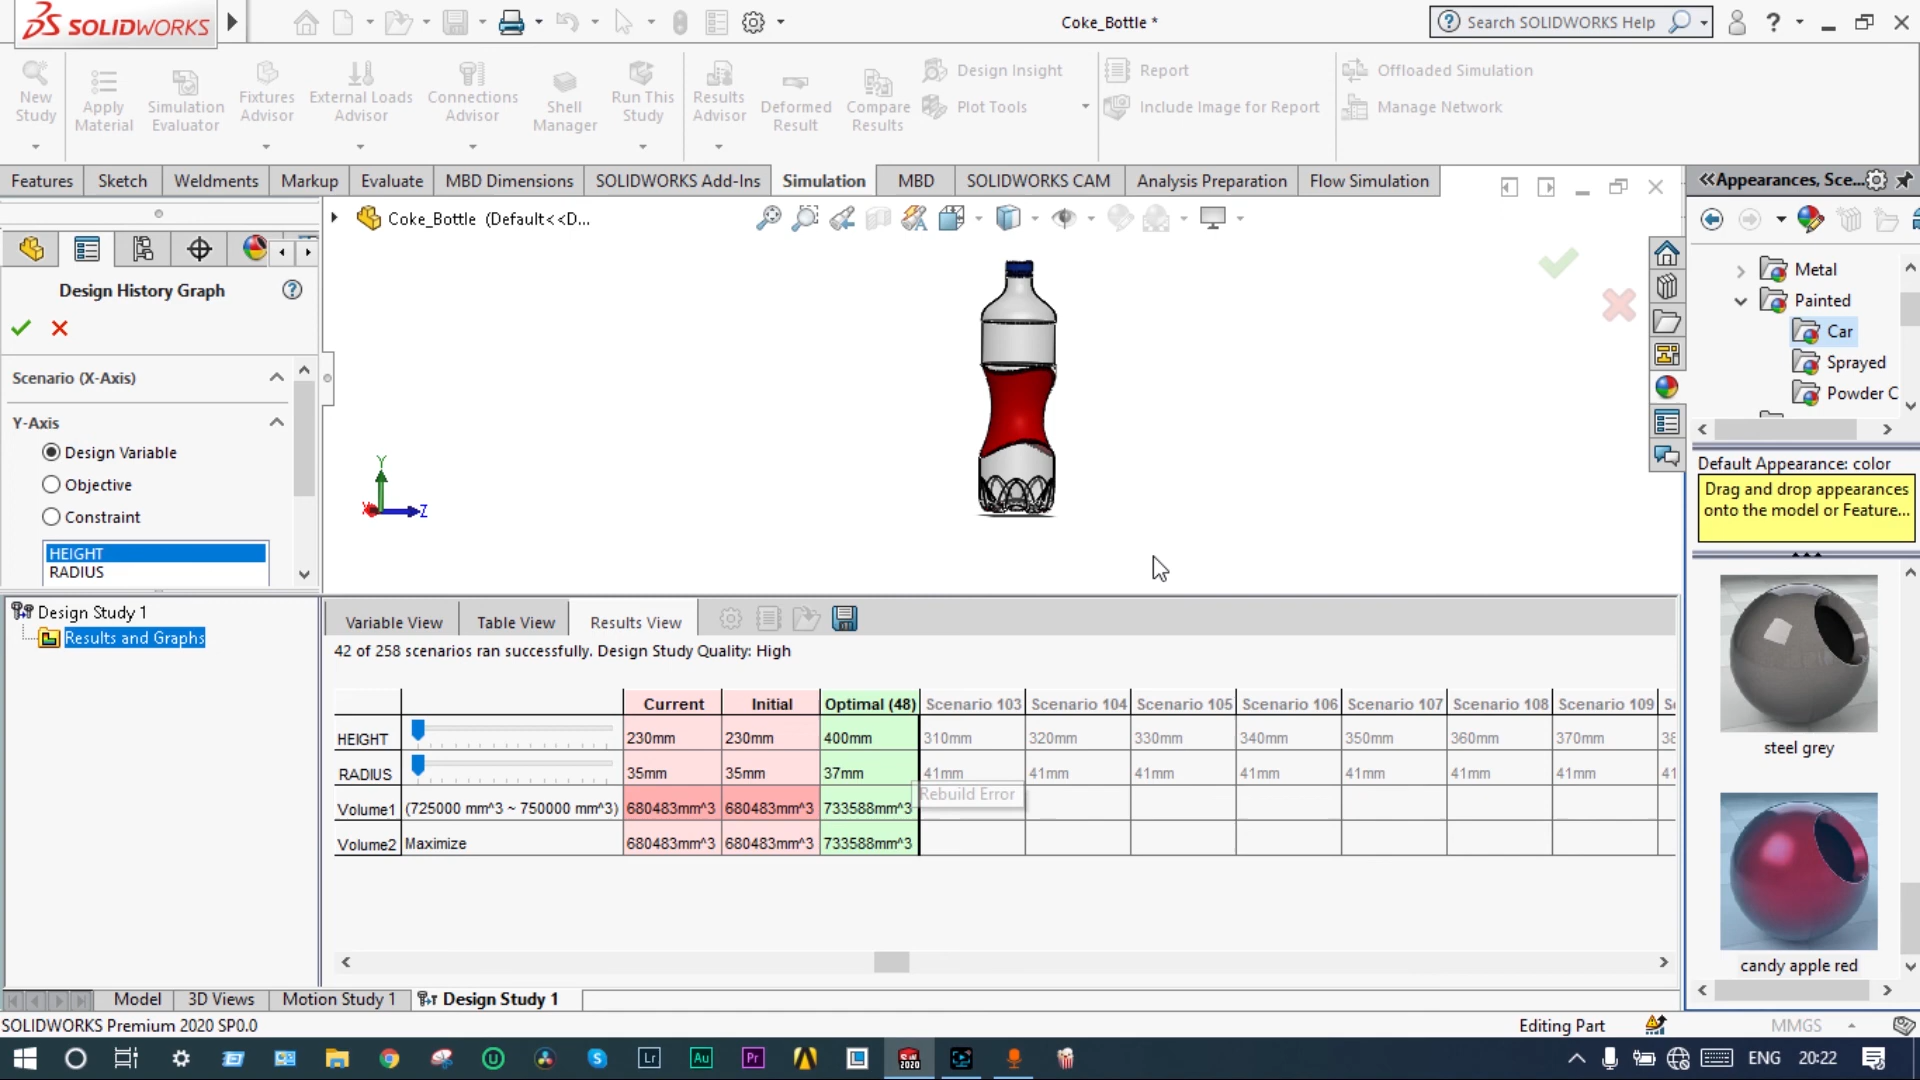 SOLIDWORKS
Coke_Bottle *
Search SOLIDWORKS Help
?
New Study
Apply Material
Simulation Evaluator
Fixtures Advisor
External Loads Advisor
Connections Advisor
Shell Manager
Run This Study
Results Advisor
Deformed Result
Compare Results
Design Insight
Plot Tools
Report
Include Image for Report
Offloaded Simulation
Manage Network
Features
Sketch
Weldments
Markup
Evaluate
MBD Dimensions
SOLIDWORKS Add-Ins
Simulation
MBD
SOLIDWORKS CAM
Analysis Preparation
Flow Simulation
Appearances, Sce...
Coke_Bottle (Default<<D...
Design History Graph
Scenario (X-Axis)
Y-Axis
Design Variable
Objective
Constraint
HEIGHT
RADIUS
Y
X
Z
Metal
Painted
Car
Sprayed
Powder C
Default Appearance: color
Drag and drop appearances
onto the model or Feature...
steel grey
candy apple red
Design Study 1
Results and Graphs
Variable View
Table View
Results View
42 of 258 scenarios ran successfully. Design Study Quality: High
Current Initial Optimal (48) Scenario 103 Scenario 104 Scenario 105 Scenario 106 Scenario 107 Scenario 108 Scenario 109 S
HEIGHT 230mm 230mm 400mm 310mm 320mm 330mm 340mm 350mm 360mm 370mm 38
RADIUS 35mm 35mm 37mm 41mm 41mm 41mm 41mm 41mm 41mm 41mm 41
Rebuild Error
Volume1 (725000 mm^3 ~ 750000 mm^3) 680483mm^3 680483mm^3 733588mm^3
Volume2 Maximize 680483mm^3 680483mm^3 733588mm^3
Model
3D Views
Motion Study 1
Design Study 1
SOLIDWORKS Premium 2020 SP0.0
Editing Part
MMGS
Lr
Au
Pr
SW 2020
ENG
20:22